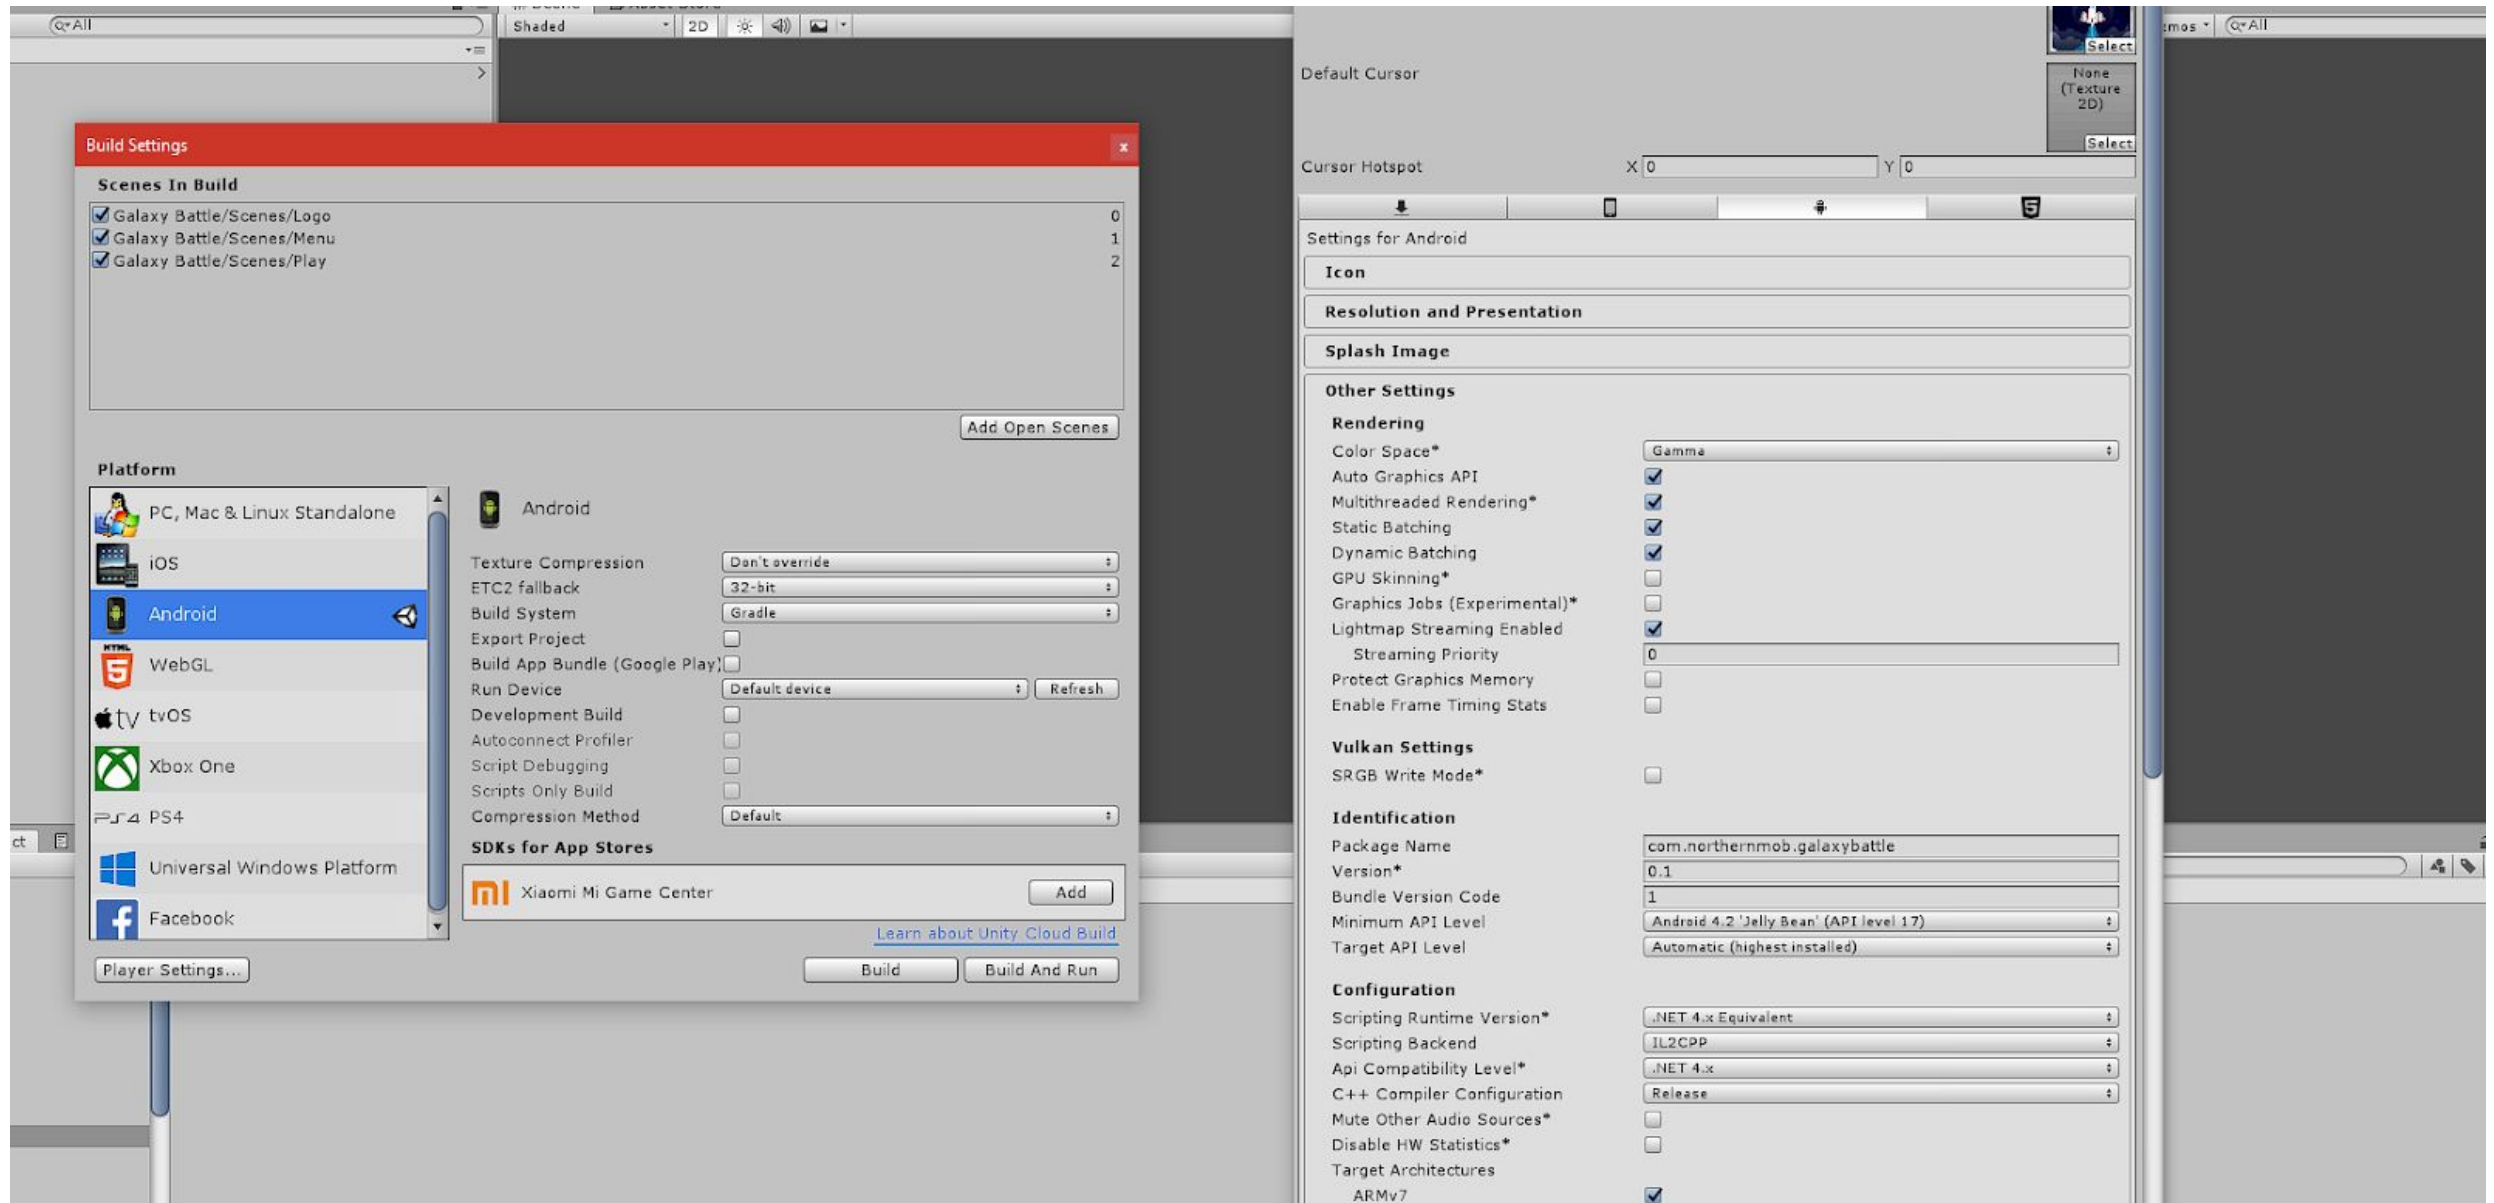 All
Shaded
2D
mos
All
Select
Default Cursor
None
(Texture
2D)
Select
Cursor Hotspot
X 0
Y 0
Build Settings
x
Scenes In Build
Galaxy Battle/Scenes/Logo 0
Galaxy Battle/Scenes/Menu 1
Galaxy Battle/Scenes/Play 2
Add Open Scenes
Platform
PC, Mac & Linux Standalone
iOS
Android
HTML
5
WebGL
tv tvOS
Xbox One
PS4 PS4
Universal Windows Platform
Facebook
Player Settings...
Android
Texture Compression Don't override
ETC2 fallback 32-bit
Build System Gradle
Export Project
Build App Bundle (Google Play)
Run Device Default device Refresh
Development Build
Autoconnect Profiler
Script Debugging
Scripts Only Build
Compression Method Default
SDKs for App Stores
Xiaomi Mi Game Center Add
Learn about Unity Cloud Build
Build
Build And Run
ct
5
Settings for Android
Icon
Resolution and Presentation
Splash Image
Other Settings
Rendering
Color Space* Gamma
Auto Graphics API
Multithreaded Rendering*
Static Batching
Dynamic Batching
GPU Skinning*
Graphics Jobs (Experimental)*
Lightmap Streaming Enabled
Streaming Priority 0
Protect Graphics Memory
Enable Frame Timing Stats
Vulkan Settings
SRGB Write Mode*
Identification
Package Name com.northernmob.galaxybattle
Version* 0.1
Bundle Version Code 1
Minimum API Level Android 4.2 'Jelly Bean' (API level 17)
Target API Level Automatic (highest installed)
Configuration
Scripting Runtime Version* .NET 4.x Equivalent
Scripting Backend IL2CPP
Api Compatibility Level* .NET 4.x
C++ Compiler Configuration Release
Mute Other Audio Sources*
Disable HW Statistics*
Target Architectures
ARMv7